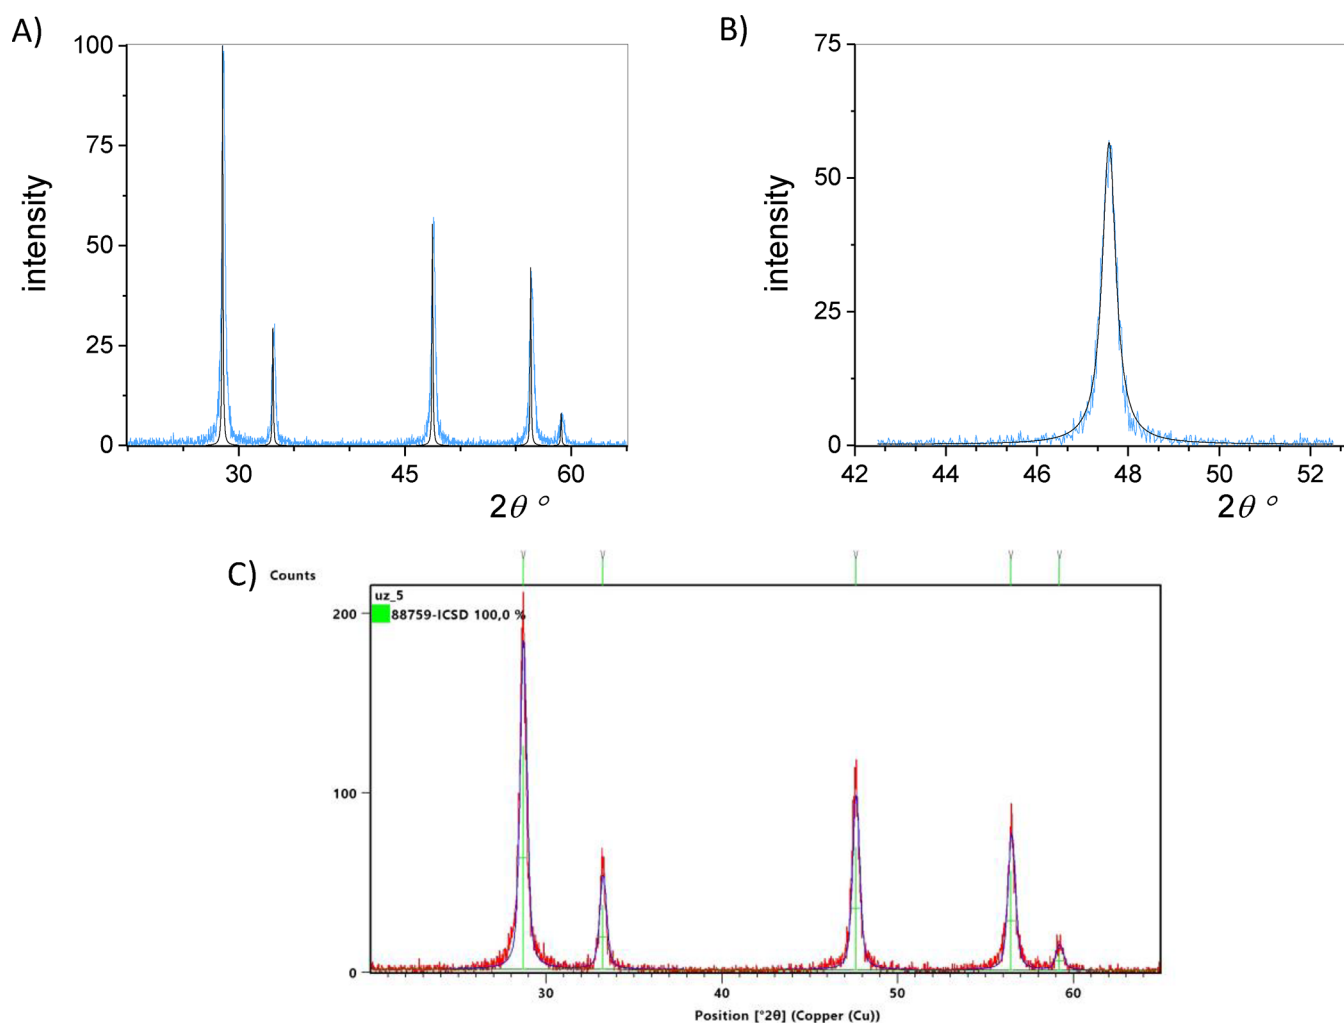 A)
100
75
50
25
0
intensity
30
45
60
2θ °
B)
75
50
25
0
intensity
42
44
46
48
50
52
2θ °
C)
Counts
uz_5
88759-ICSD 100,0 %
200
100
0
30
40
50
60
Position [°2θ] (Copper (Cu))